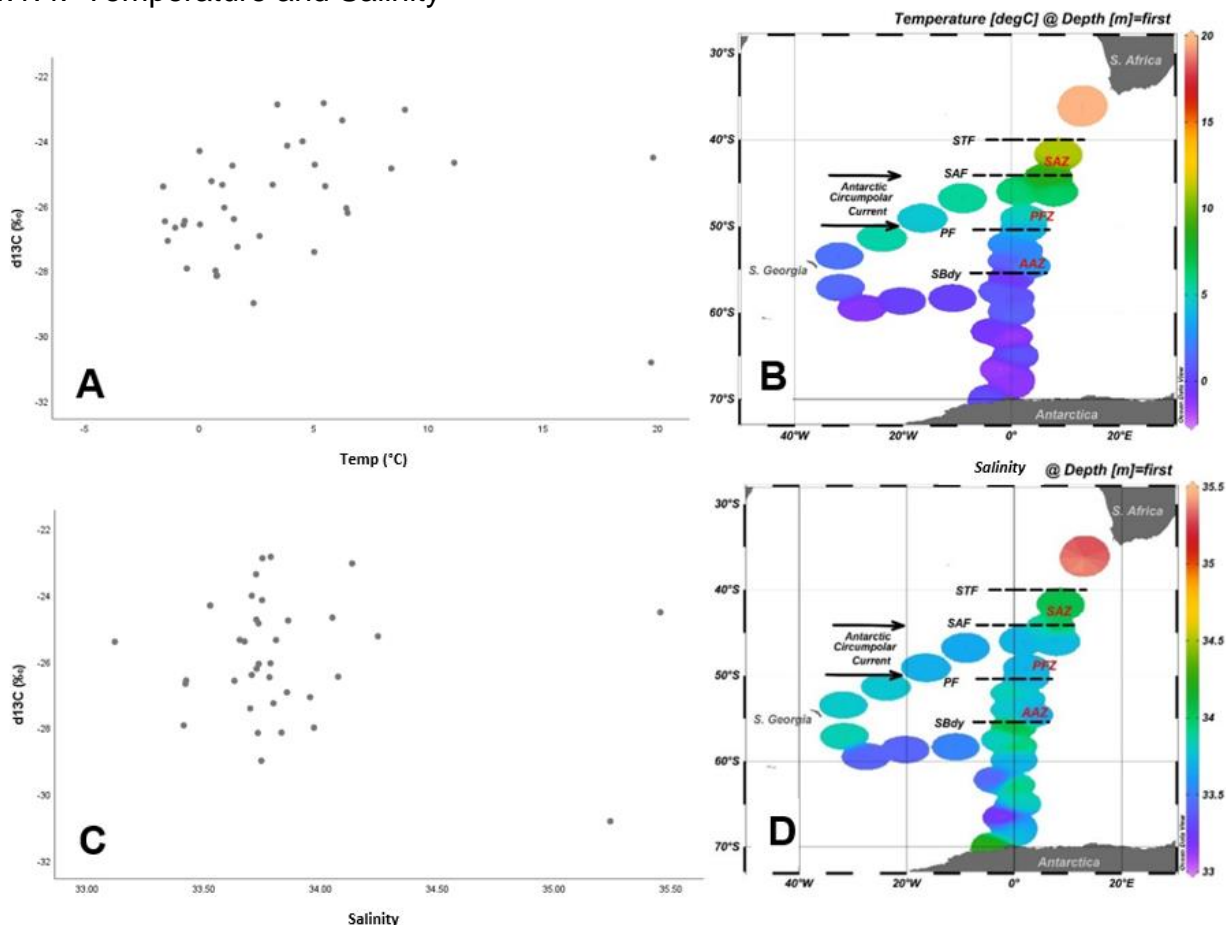 Temperature and Salinity
Temperature [degC] @ Depth [m]=first
-22
-24
-26
-28
-30
-32
d13C (‰)
-5
0
5
10
15
20
Temp (°C)
A
30°S
40°S
50°S
60°S
70°S
40°W
20°W
0°
20°E
S. Africa
STF
SAZ
SAF
Antarctic
Circumpolar
Current
PFZ
PF
AAZ
S. Georgia
SBdy
B
Antarctica
Ocean Data View
20
15
10
5
0
Salinity @ Depth [m]=first
-22
-24
-26
-28
-30
-32
d13C (‰)
33.00
33.50
34.00
34.50
35.00
35.50
Salinity
C
30°S
40°S
50°S
60°S
70°S
40°W
20°W
0°
20°E
S. Africa
STF
SAZ
SAF
Antarctic
Circumpolar
Current
PFZ
PF
AAZ
S. Georgia
SBdy
D
Antarctica
Ocean Data View
35.5
35
34.5
34
33.5
33